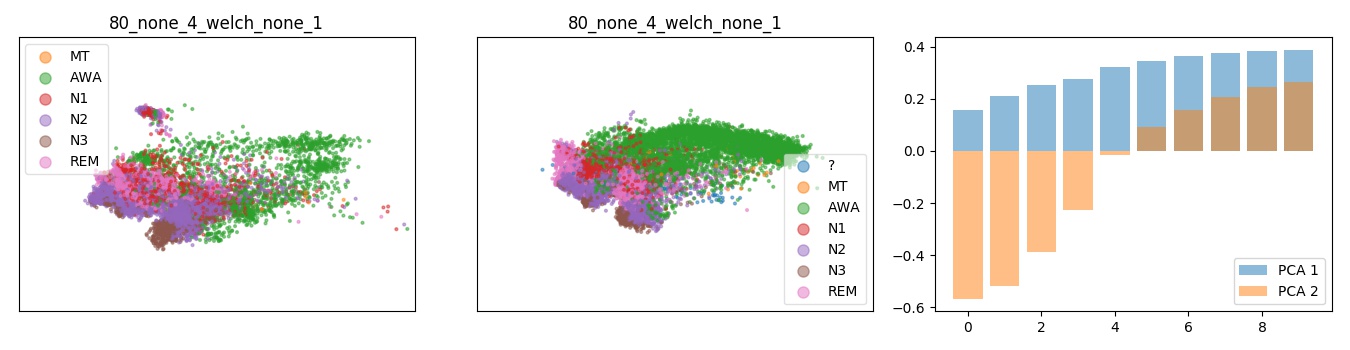 80_none_4_welch_none_1
MT
AWA
N1
N2
N3
REM
80_none_4_welch_none_1
?
MT
AWA
N1
N2
N3
REM
0.4
0.2
0.0
−0.2
−0.4
−0.6
0 2 4 6 8
PCA 1
PCA 2